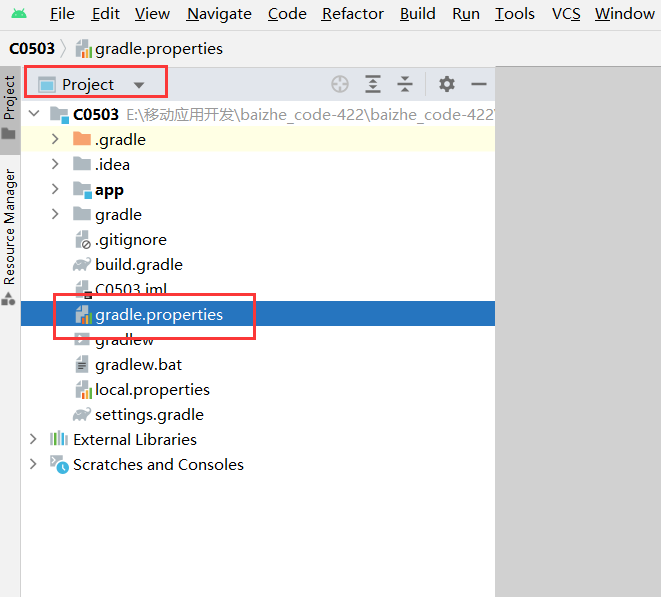 File Edit View Navigate Code Refactor Build Run Tools VCS Window
C0503 gradle.properties
Project
Project
C0503 E:\移动应用开发\baizhe_code-422\baizhe_code-422\
.gradle
.idea
app
gradle
.gitignore
Resource Manager
build.gradle
C0503.iml
gradle.properties
gradlew
gradlew.bat
local.properties
settings.gradle
External Libraries
Scratches and Consoles